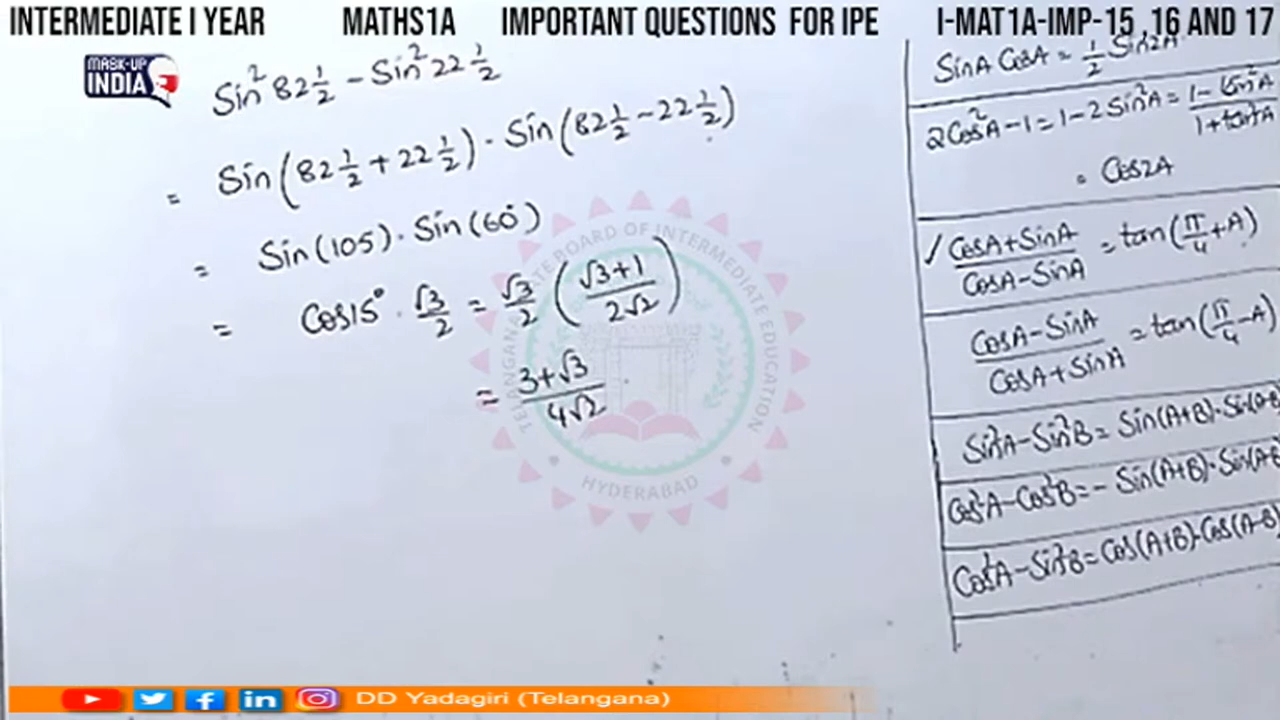 INTERMEDIATE I YEAR MATHS1A IMPORTANT QUESTIONS FOR IPE I-MAT1A-IMP-15 ,16 AND 17
MASK-UP
INDIA
Sin² 82½ − Sin² 22½
= Sin(82½ + 22½) · Sin(82½ − 22½)
= Sin(105) · Sin(60°)
= Cos15° · √3/2 = √3/2 (√3+1/2√2)
= 3+√3/4√2
SinA CosA = ½ Sin2A
2Cos²A − 1 = 1 − 2Sin²A = 1 − tan²A/1 + tan²A
= Cos2A
✓ CosA + SinA/CosA − SinA = tan(π/4 + A)
CosA − SinA/CosA + SinA = tan(π/4 − A)
Sin²A − Sin²B = Sin(A+B) · Sin(A−B
Cos²A − Cos²B = − Sin(A+B) · Sin(A−B
Cos²A − Sin²B = Cos(A+B) · Cos(A−B)
TELANGANA STATE BOARD OF INTERMEDIATE EDUCATION
HYDERABAD
DD Yadagiri (Telangana)